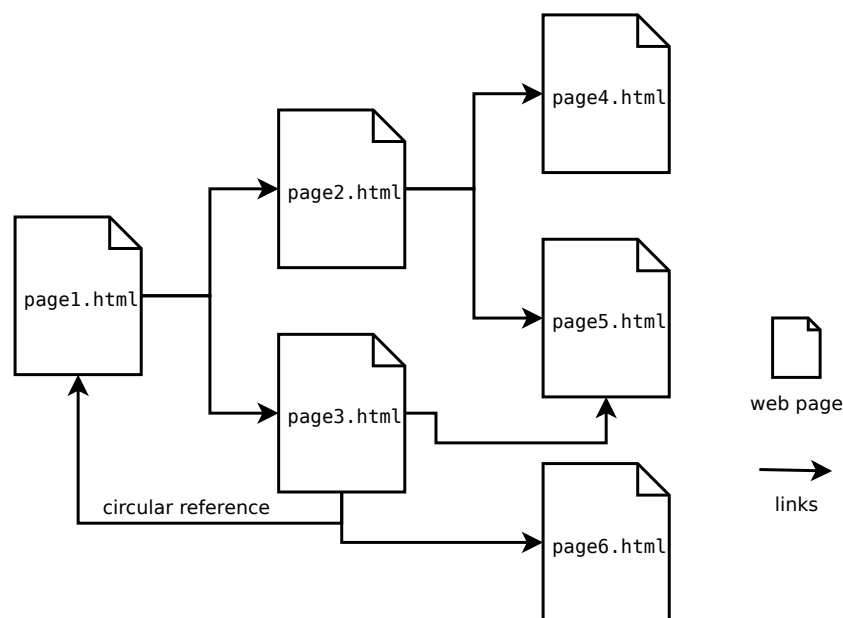 page4.html
page2.html
page1.html
page5.html
page3.html
web page
circular reference
links
page6.html